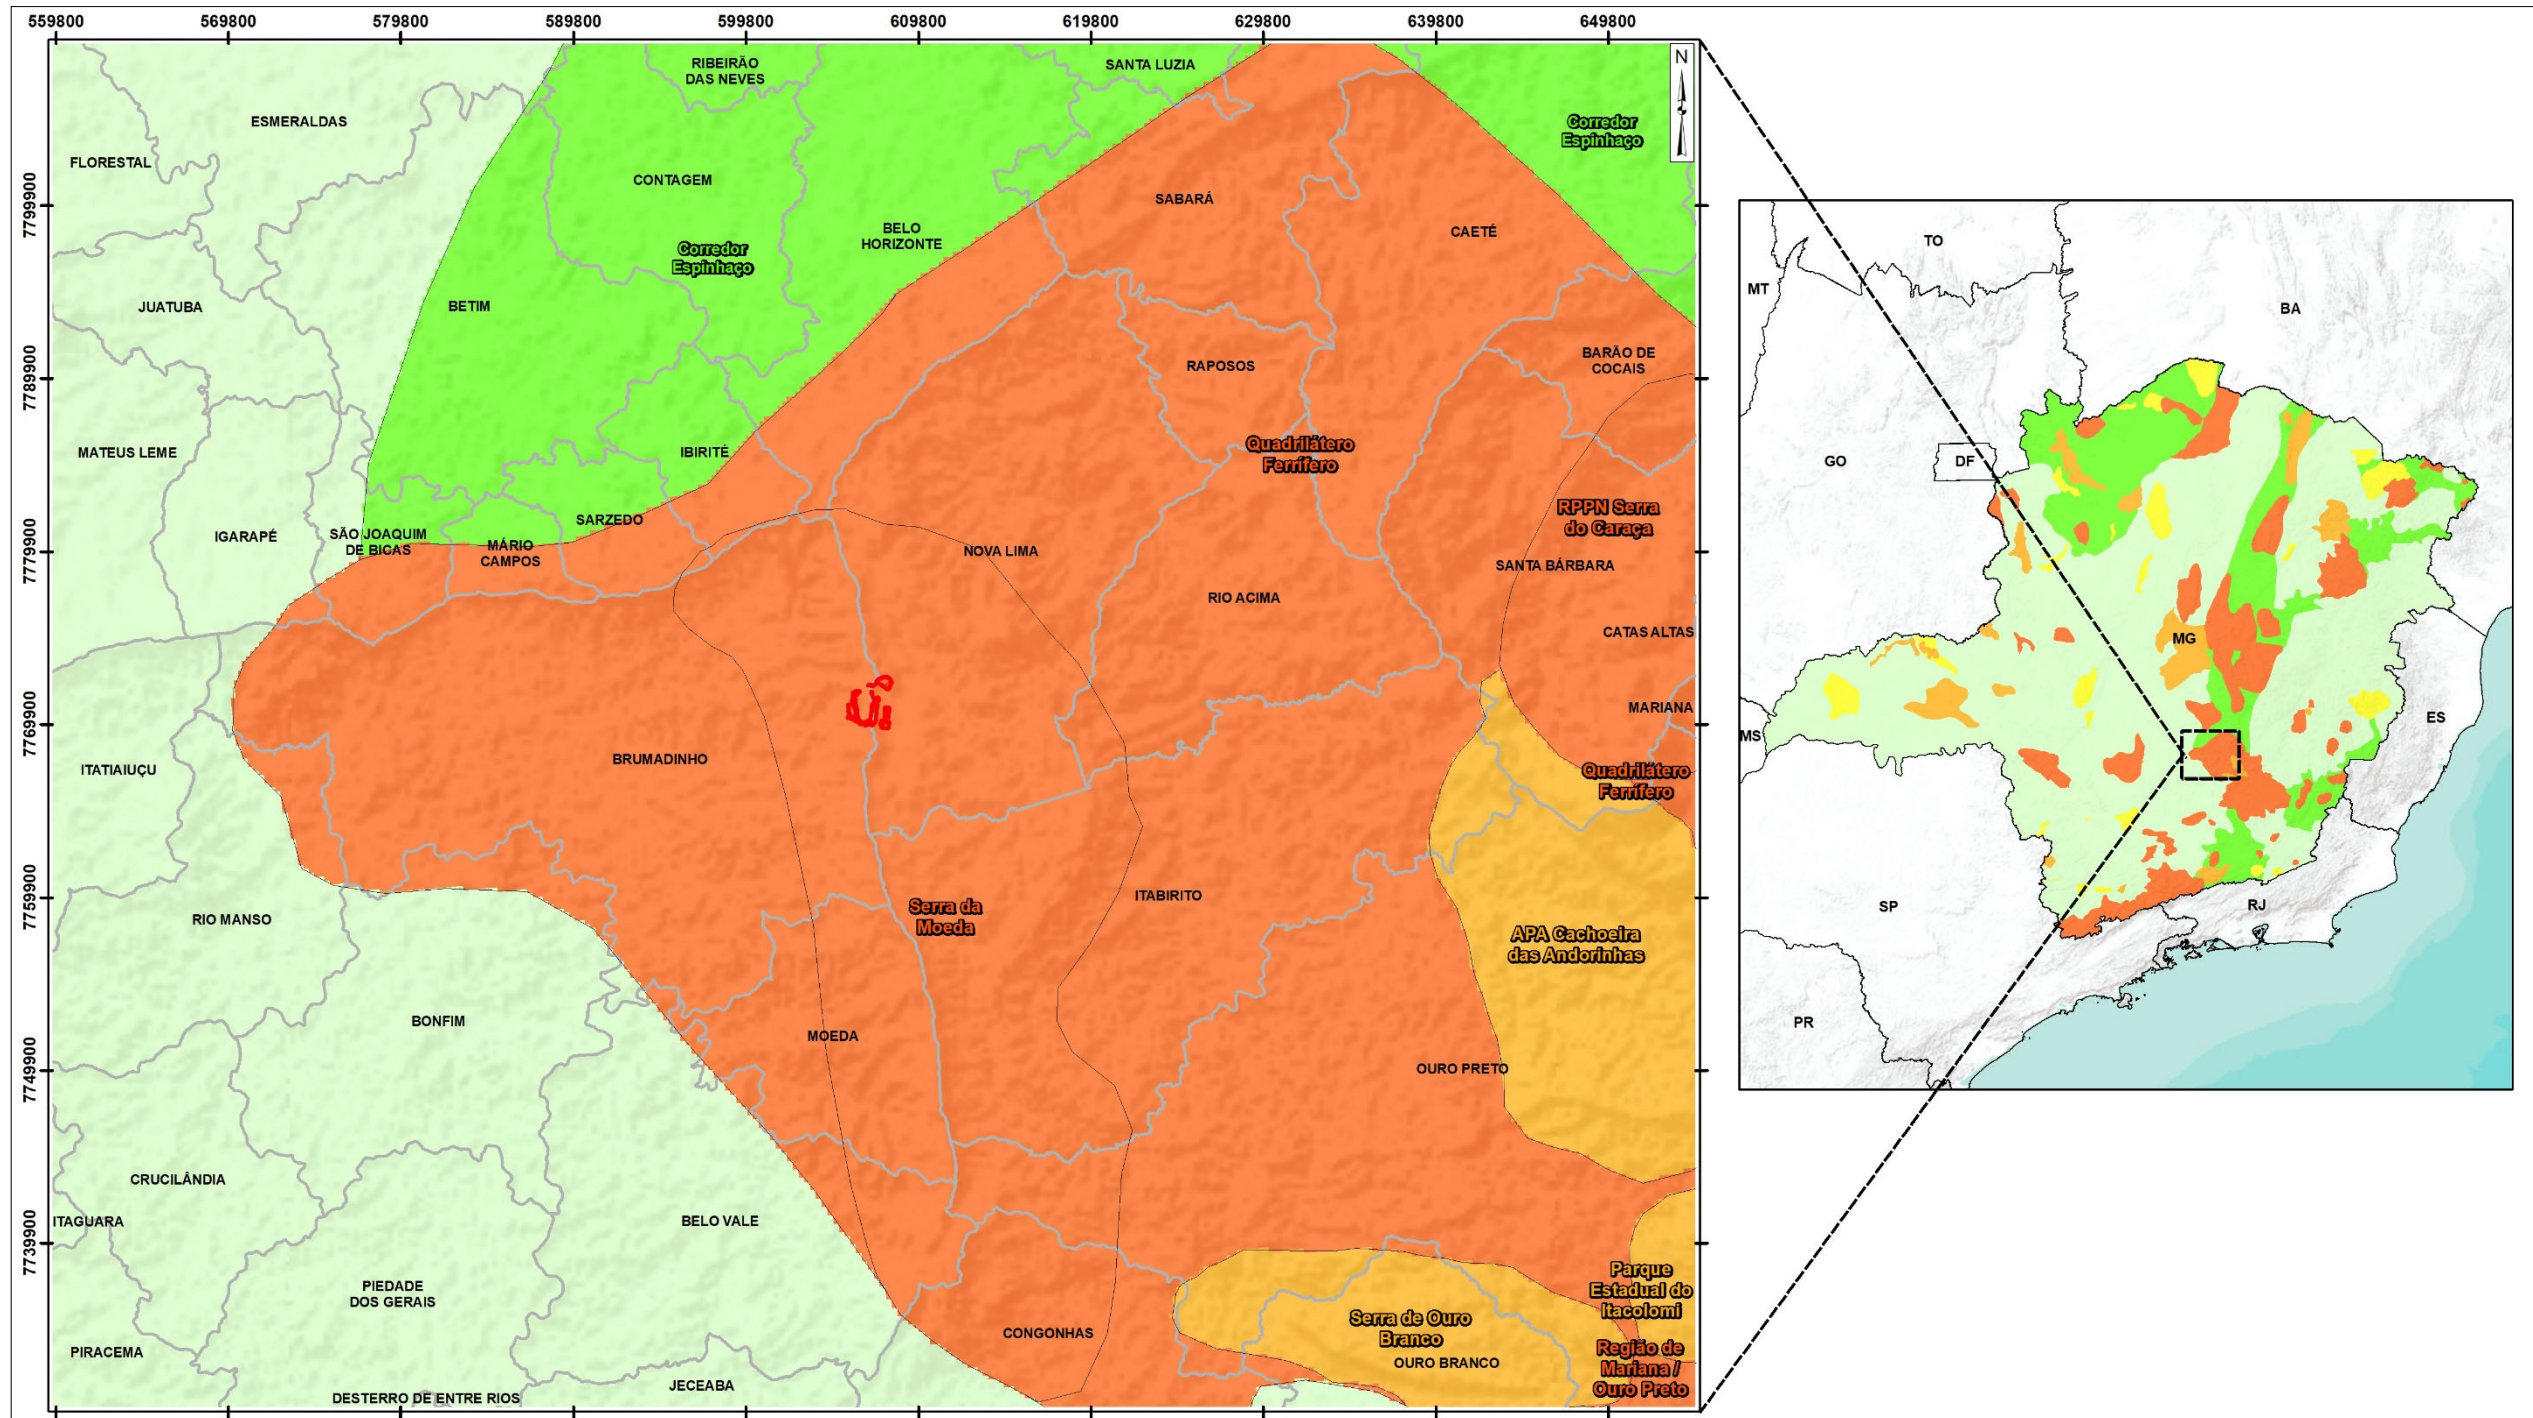 559800 569800 579800 589800 599800 609800 619800 629800 639800 649800
7799900
7789900
7779900
7769900
7759900
7749900
7739900
N
RIBEIRÃO
DAS NEVES
SANTA LUZIA
ESMERALDAS
Corredor
Espinhaço
FLORESTAL
CONTAGEM
SABARÁ
BELO
HORIZONTE
CAETÉ
Corredor
Espinhaço
JUATUBA
BETIM
RAPOSOS
BARÃO DE
COCAIS
MATEUS LEME
IBIRITÉ
Quadrilátero
Ferrífero
RPPN Serra
do Caraça
SARZEDO
IGARAPÉ
SÃO JOAQUIM
DE BICAS
MÁRIO
CAMPOS
NOVA LIMA
SANTA BÁRBARA
RIO ACIMA
CATAS ALTAS
MARIANA
BRUMADINHO
ITATIAIUÇU
Quadrilátero
Ferrífero
ITABIRITO
RIO MANSO
Serra da
Moeda
APA Cachoeira
das Andorinhas
BONFIM
MOEDA
OURO PRETO
CRUCILÂNDIA
ITAGUARA
BELO VALE
PIEDADE
DOS GERAIS
Parque
Estadual do
Itacolomi
Serra de Ouro
Branco
CONGONHAS
PIRACEMA
OURO BRANCO
Região de
Mariana /
Ouro Preto
JECEABA
DESTERRO DE ENTRE RIOS
TO
MT
BA
GO
DF
MG
MS
ES
SP
RJ
PR